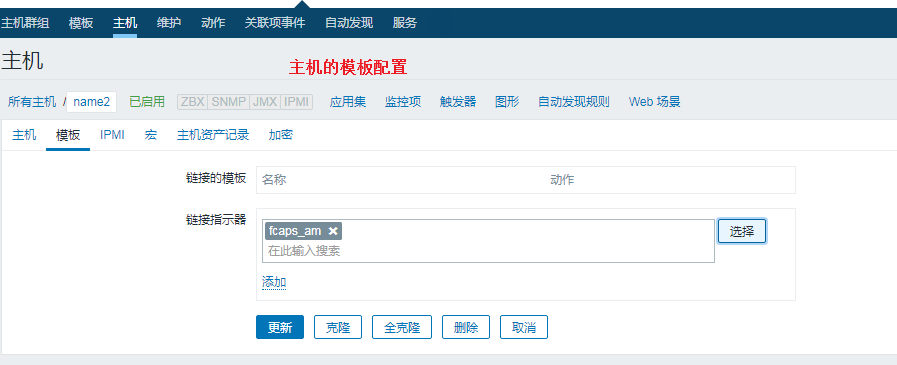 主机群组 模板 主机 维护 动作 关联项事件 自动发现 服务
主机
主机的模板配置
所有主机 / name2 已启用 ZBX SNMP JMX IPMI 应用集 监控项 触发器 图形 自动发现规则 Web 场景
主机 模板 IPMI 宏 主机资产记录 加密
链接的模板 名称 动作
链接指示器 fcaps_am ✖ 选择
在此输入搜索
添加
更新 克隆 全克隆 删除 取消